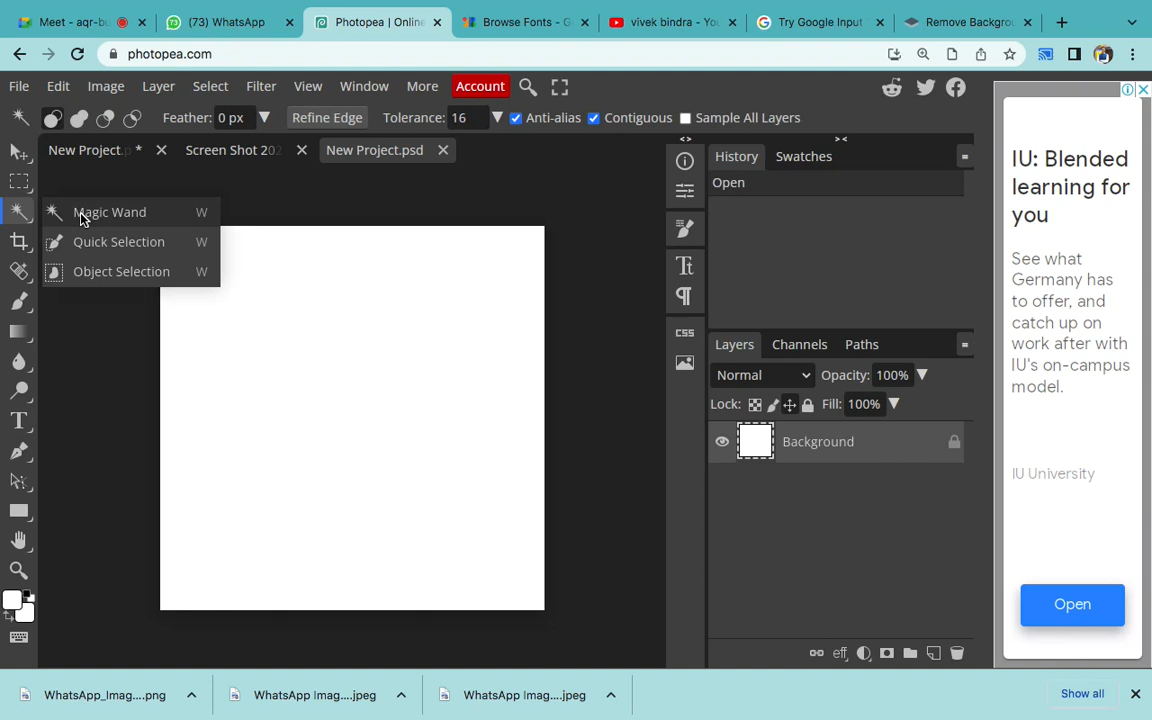 Meet - aqr-bu
(73) WhatsApp
Photopea | Online
Browse Fonts - G
vivek bindra - You
Try Google Input
Remove Backgrou
photopea.com
File Edit Image Layer Select Filter View Window More Account
Feather: 0 px Refine Edge Tolerance: 16 Anti-alias Contiguous Sample All Layers
New Project.p * Screen Shot 202 New Project.psd
Magic Wand W
Quick Selection W
Object Selection W
History Swatches
Open
CSS
Layers Channels Paths
Normal Opacity: 100%
Lock: Fill: 100%
Background
eff
IU: Blended
learning for
you
See what
Germany has
to offer, and
catch up on
work after with
IU's on-campus
model.
IU University
Open
WhatsApp_Imag....png
WhatsApp Imag....jpeg
WhatsApp Imag....jpeg
Show all